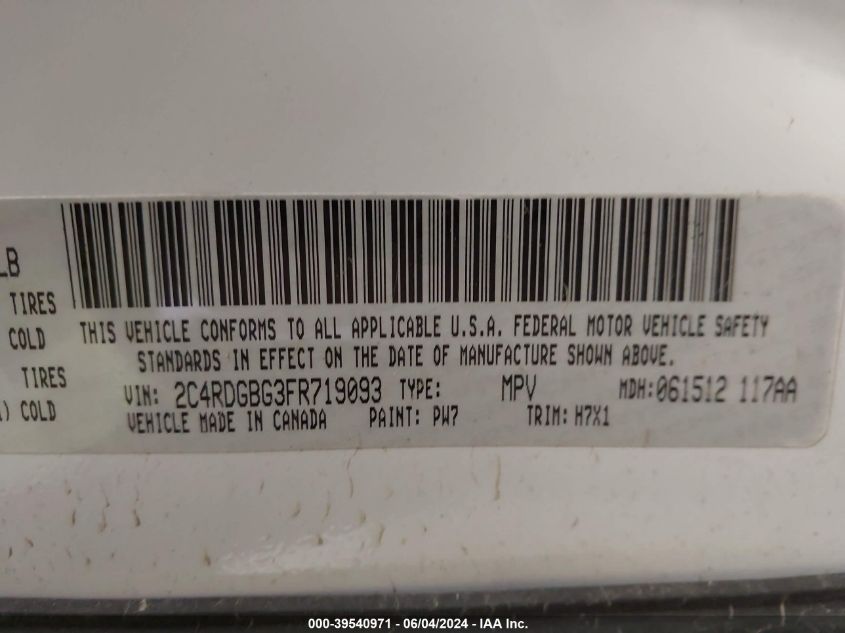 LB
TIRES
COLD
TIRES
) COLD
THIS VEHICLE CONFORMS TO ALL APPLICABLE U.S.A. FEDERAL MOTOR VEHICLE SAFETY
STANDARDS IN EFFECT ON THE DATE OF MANUFACTURE SHOWN ABOVE.
VIN: 2C4RDGBG3FR719093 TYPE: MPV MDH:061512 117AA
VEHICLE MADE IN CANADA PAINT: PW7 TRIM: H7X1
000-39540971 - 06/04/2024 - IAA Inc.